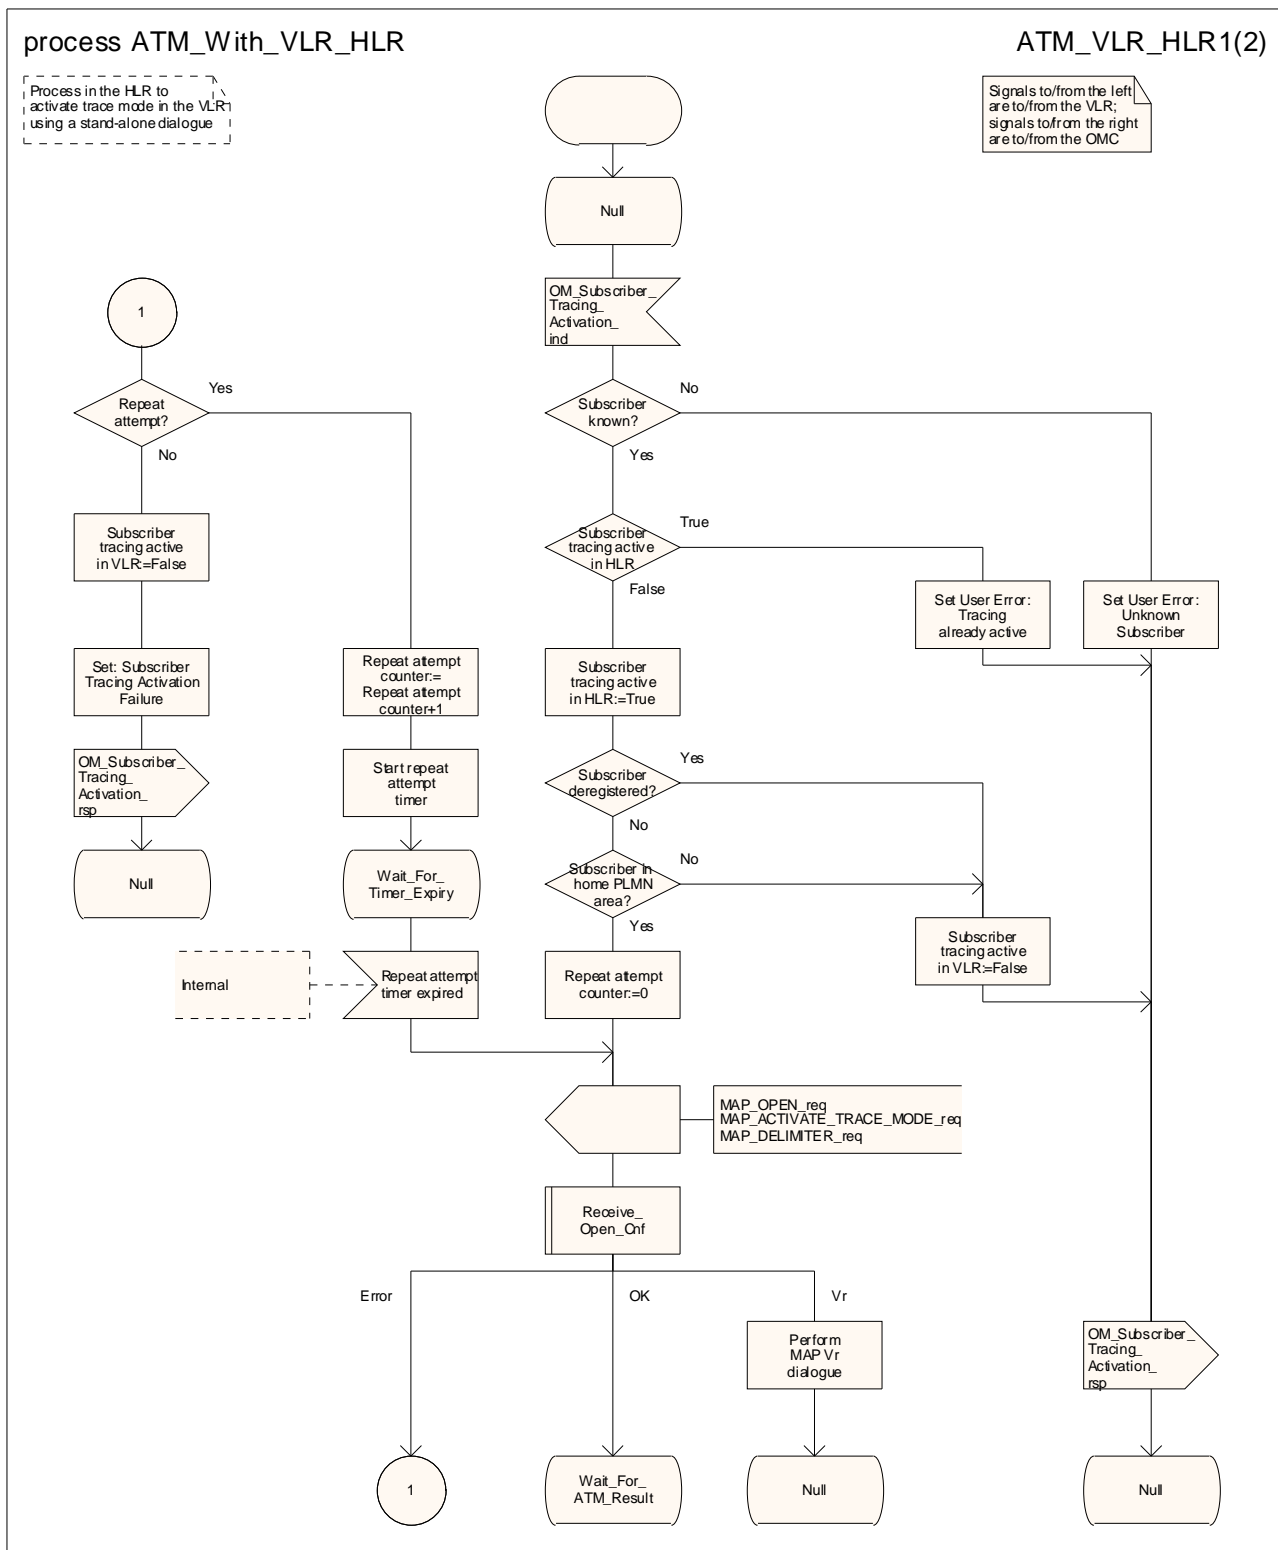 process ATM_With_VLR_HLR
ATM_VLR_HLR1(2)
Process in the HLR to
activate trace mode in the VLR
using a stand-alone dialogue
Signals to/from the left
are to/from the VLR;
signals to/from the right
are to/from the OMC
Null
OM_Subscriber_
Tracing_
Activation_
ind
1
Repeat
attempt?
Yes
No
Subscriber
known?
No
Yes
Subscriber
tracing active
in VLR:=False
Subscriber
tracing active
in HLR
True
False
Set User Error:
Tracing
already active
Set User Error:
Unknown
Subscriber
Set: Subscriber
Tracing Activation
Failure
Repeat attempt
counter:=
Repeat attempt
counter+1
Subscriber
tracing active
in HLR:=True
OM_Subscriber_
Tracing_
Activation_
rsp
Start repeat
attempt
timer
Subscriber
deregistered?
Yes
No
Null
Wait_For_
Timer_Expiry
Subscriber in
home PLMN
area?
No
Yes
Subscriber
tracing active
in VLR:=False
Internal
Repeat attempt
timer expired
Repeat attempt
counter:=0
MAP_OPEN_req
MAP_ACTIVATE_TRACE_MODE_req
MAP_DELIMITER_req
Receive_
Open_Cnf
Error
OK
Vr
Perform
MAP Vr
dialogue
OM_Subscriber_
Tracing_
Activation_
rsp
1
Wait_For_
ATM_Result
Null
Null